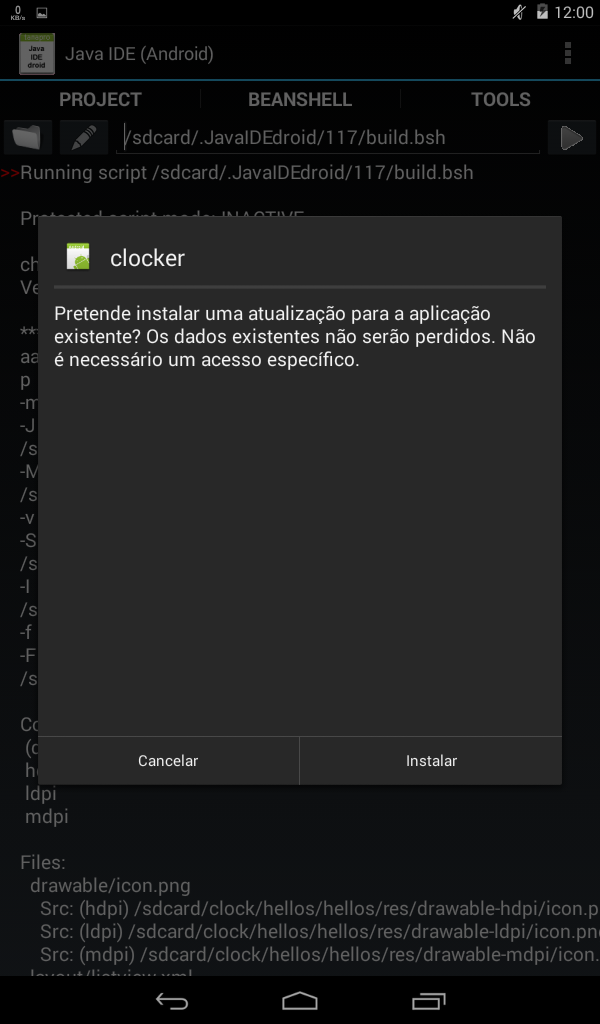 0
KB/s
12:00
Java
IDE
droid
Java IDE (Android)
PROJECT
BEANSHELL
TOOLS
/sdcard/.JavaIDEdroid/117/build.bsh
>>Running script /sdcard/.JavaIDEdroid/117/build.bsh
Protected script mode: INACTIVE
ch
Ve
clocker
Pretende instalar uma atualização para a aplicação
existente? Os dados existentes não serão perdidos. Não
é necessário um acesso específico.
**
aa
p
-m
-J
/s
-M
/s
-v
-S
/s
-I
/s
-f
-F
/s
Co
(d
Cancelar
Instalar
ldpi
mdpi
Files:
drawable/icon.png
Src: (hdpi) /sdcard/clock/hellos/hellos/res/drawable-hdpi/icon.p
Src: (ldpi) /sdcard/clock/hellos/hellos/res/drawable-ldpi/icon.pn
Src: (mdpi) /sdcard/clock/hellos/hellos/res/drawable-mdpi/icon.
layout/listview.xml